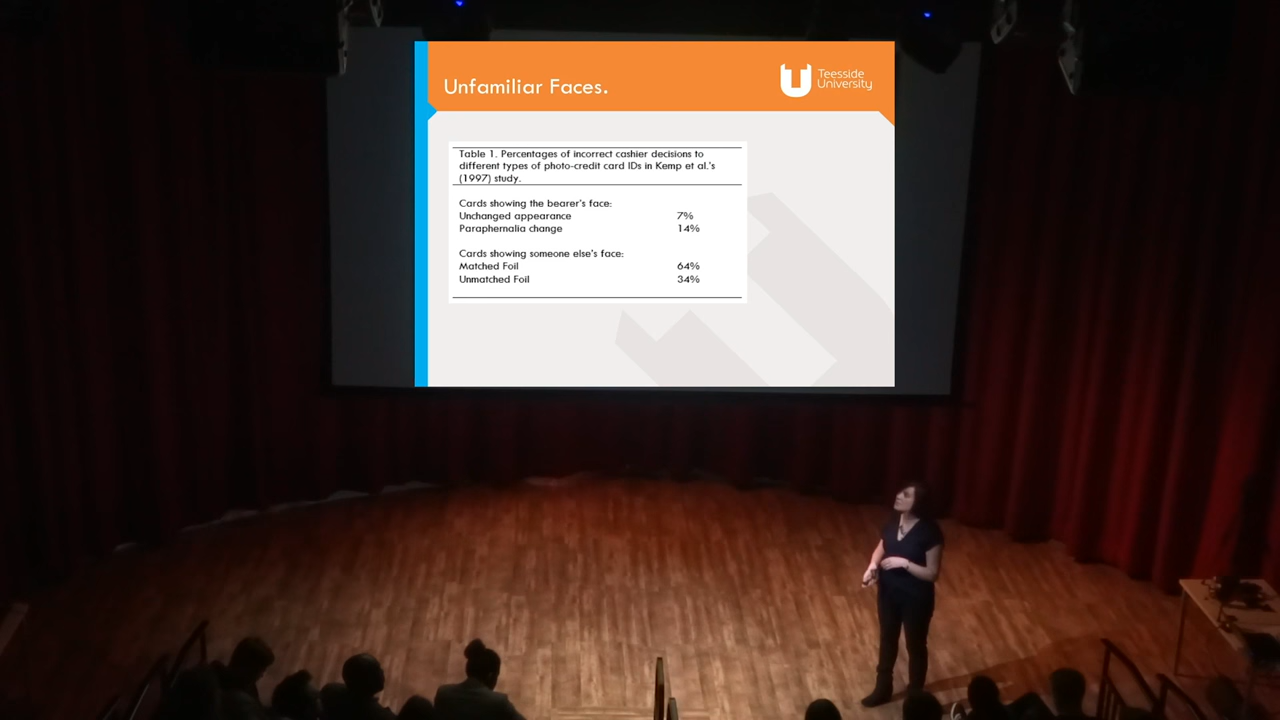 Unfamiliar Faces.
Teesside
University
Table 1. Percentages of incorrect cashier decisions to
different types of photo-credit card IDs in Kemp et al.'s
(1997) study.
Cards showing the bearer's face:
Unchanged appearance 7%
Paraphernalia change 14%
Cards showing someone else's face:
Matched Foil 64%
Unmatched Foil 34%